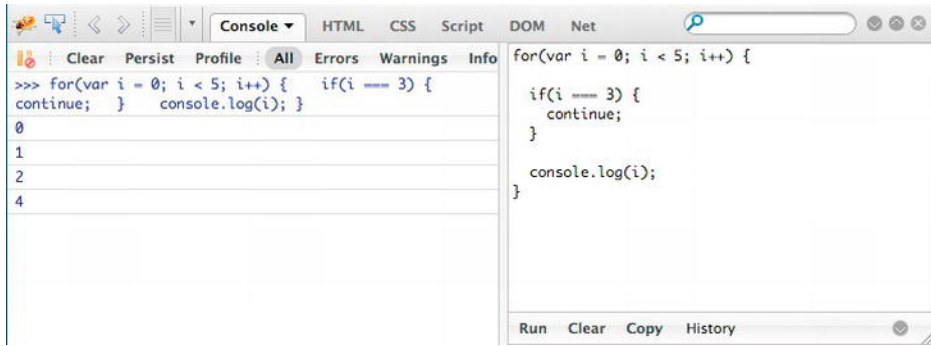 Console HTML CSS Script DOM Net
Clear Persist Profile All Errors Warnings Info
>>> for(var i = 0; i < 5; i++) { if(i === 3) {
continue; } console.log(i); }
0
1
2
4
for(var i = 0; i < 5; i++) {
if(i === 3) {
continue;
}
console.log(i);
}
Run Clear Copy History